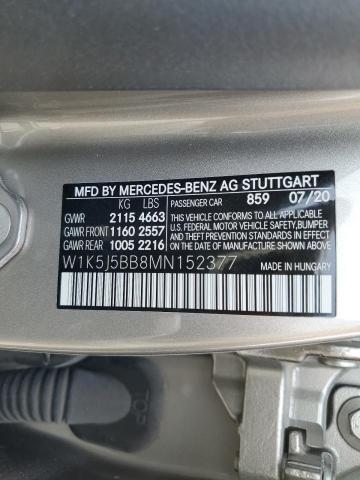 MFD BY MERCEDES-BENZ AG STUTTGART
KG LBS PASSENGER CAR 859 07/20
GVWR 2115 4663
GAWR FRONT 1160 2557
GAWR REAR 1005 2216
THIS VEHICLE CONFORMS TO ALL APPLICABLE
U.S. FEDERAL MOTOR VEHICLE SAFETY,BUMPER
AND THEFT PREVENTION STANDARDS IN EFFECT
ON THE DATE OF MANUFACTURE SHOWN ABOVE.
W1K5J5BB8MN152377
MADE IN HUNGARY
TOP